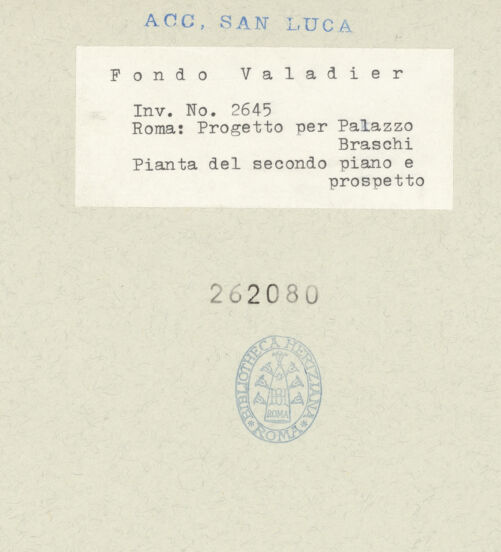 ACC, SAN LUCA
Fondo Valadier
Inv. No. 2645
Roma: Progetto per Palazzo
Braschi
Pianta del secondo piano e
prospetto
262080
BIBLIOTHECA HERTZIANA
ROMA
ROMA